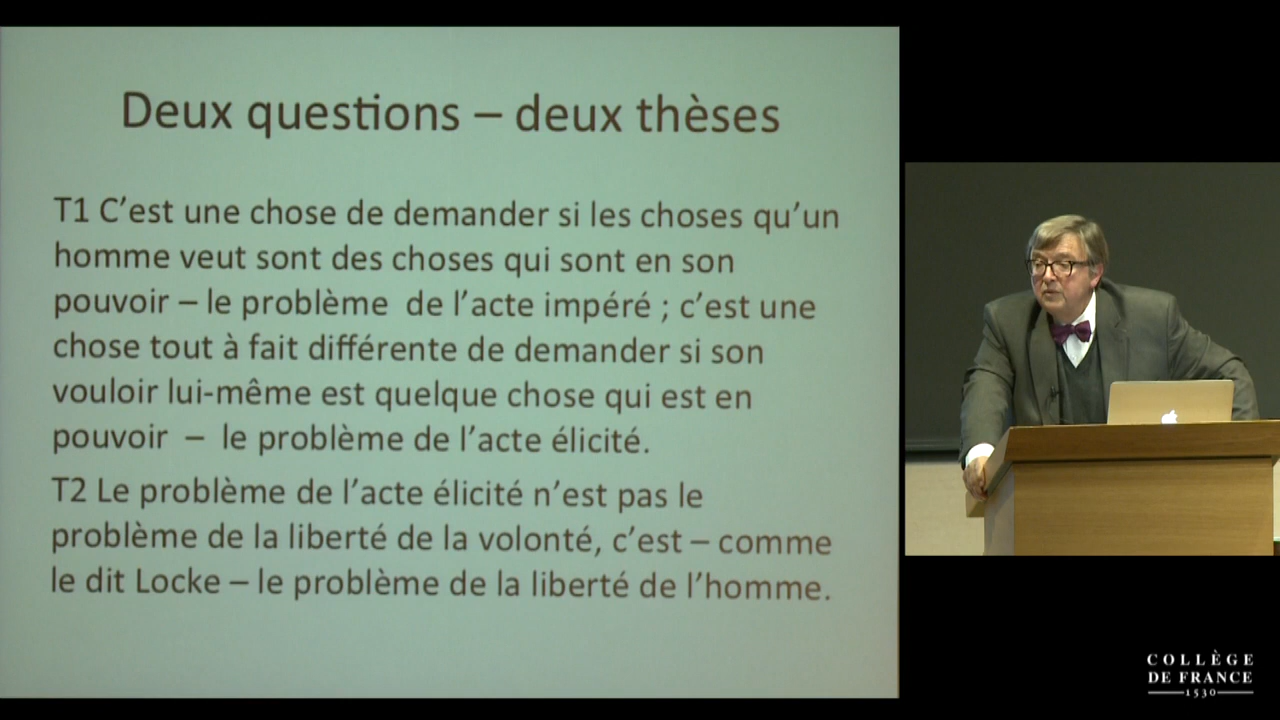 Deux questions – deux thèses
T1 C’est une chose de demander si les choses qu’un
homme veut sont des choses qui sont en son
pouvoir – le problème de l’acte impéré ; c’est une
chose tout à fait différente de demander si son
vouloir lui-même est quelque chose qui est en
pouvoir – le problème de l’acte élicité.
T2 Le problème de l’acte élicité n’est pas le
problème de la liberté de la volonté, c’est – comme
le dit Locke – le problème de la liberté de l’homme.
COLLÈGE
DE FRANCE
1530